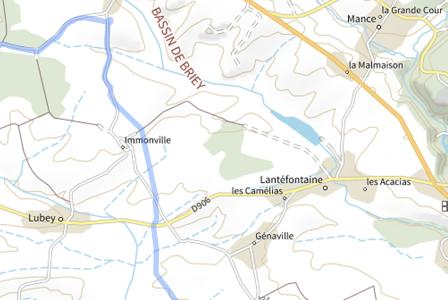 la Grande Cour
Mance
BASSIN DE BRIEY
la Malmaison
Immonville
Lantéfontaine
les Camélias
les Acacias
D906
Lubey
Génaville